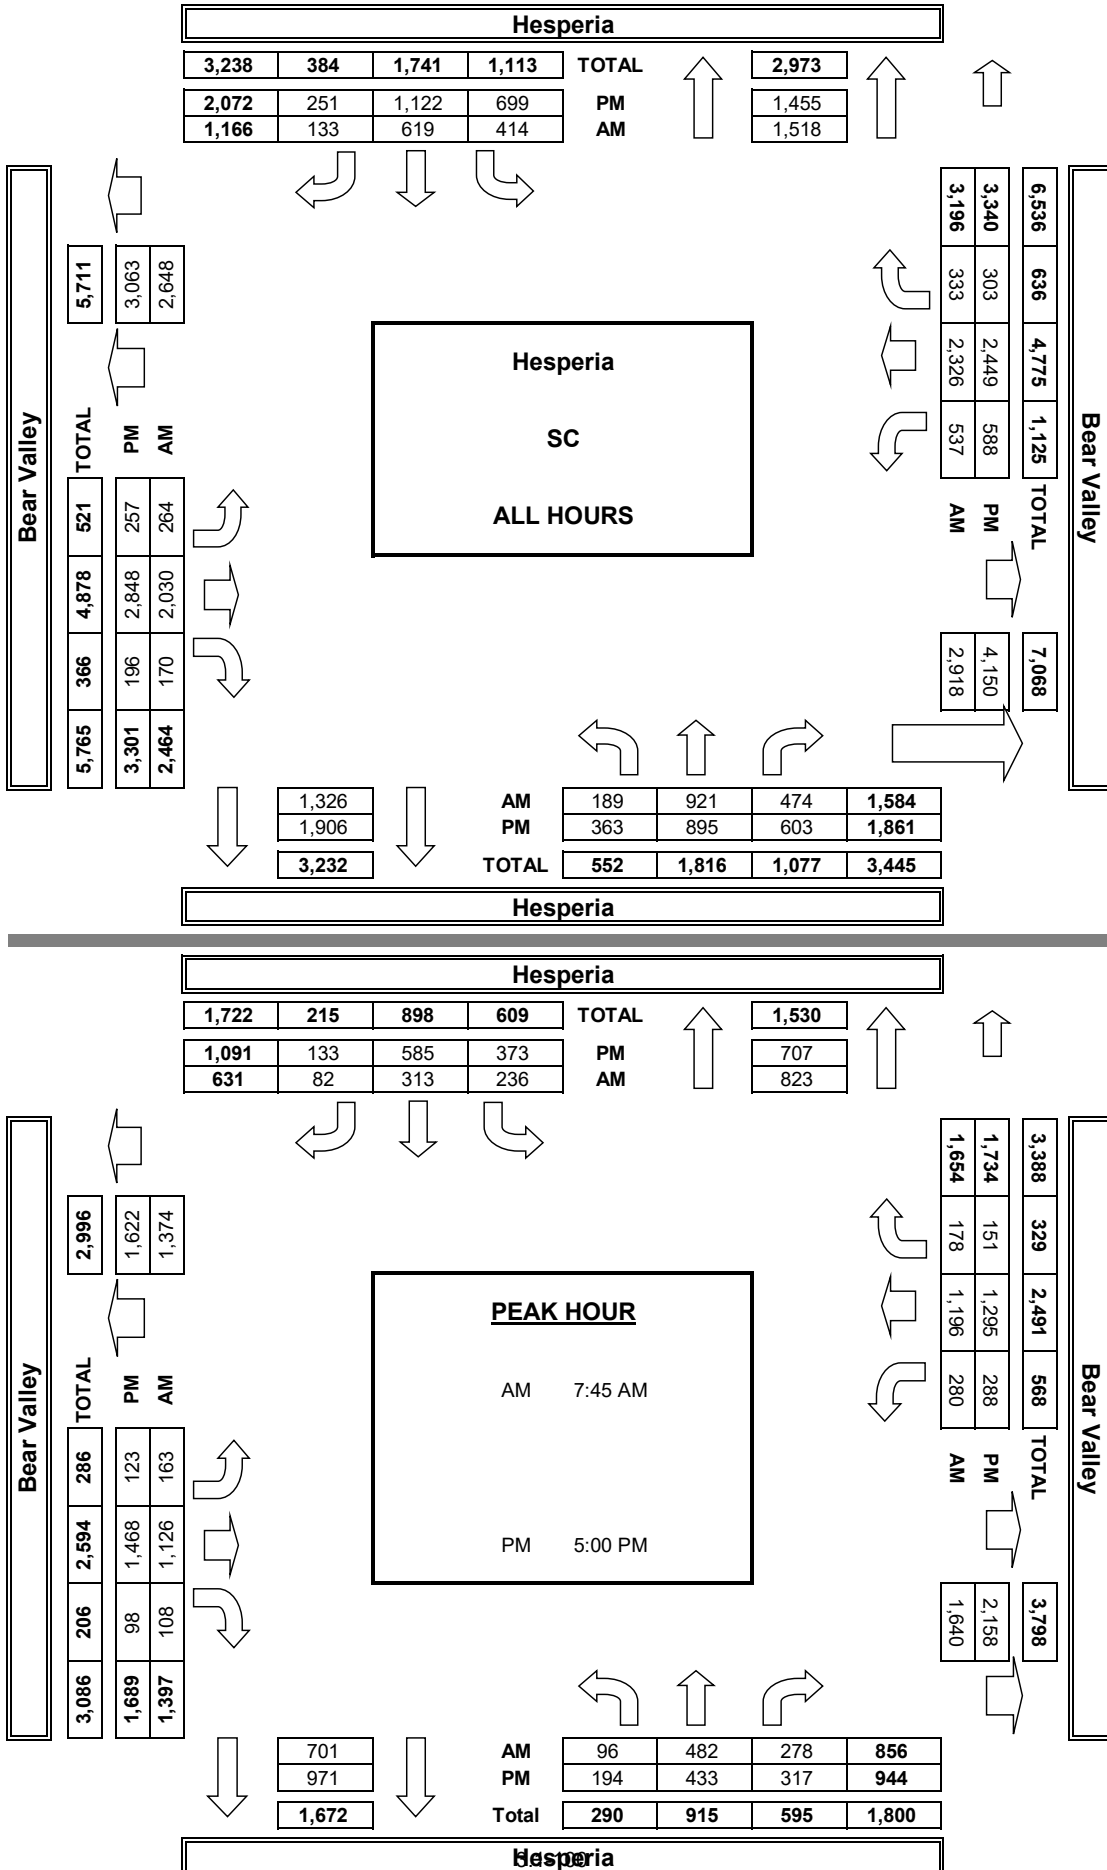 Hesperia
3,238 384 1,741 1,113 TOTAL 2,973
2,072 251 1,122 699 PM 1,455
1,166 133 619 414 AM 1,518
Bear Valley
5,711
3,063
2,648
TOTAL 521 4,878 366 5,765
PM 257 2,848 196 3,301
AM 264 2,030 170 2,464
Hesperia
SC
ALL HOURS
6,536 636 4,775 1,125 TOTAL 7,068
3,340 303 2,449 588 PM 4,150
3,196 333 2,326 537 AM 2,918
Bear Valley
1,326 AM 189 921 474 1,584
1,906 PM 363 895 603 1,861
3,232 TOTAL 552 1,816 1,077 3,445
Hesperia
Hesperia
1,722 215 898 609 TOTAL 1,530
1,091 133 585 373 PM 707
631 82 313 236 AM 823
Bear Valley
2,996
1,622
1,374
TOTAL 286 2,594 206 3,086
PM 123 1,468 98 1,689
AM 163 1,126 108 1,397
PEAK HOUR
AM 7:45 AM
PM 5:00 PM
3,388 329 2,491 568 TOTAL 3,798
1,734 151 1,295 288 PM 2,158
1,654 178 1,196 280 AM 1,640
Bear Valley
701 AM 96 482 278 856
971 PM 194 433 317 944
1,672 Total 290 915 595 1,800
Hesperia